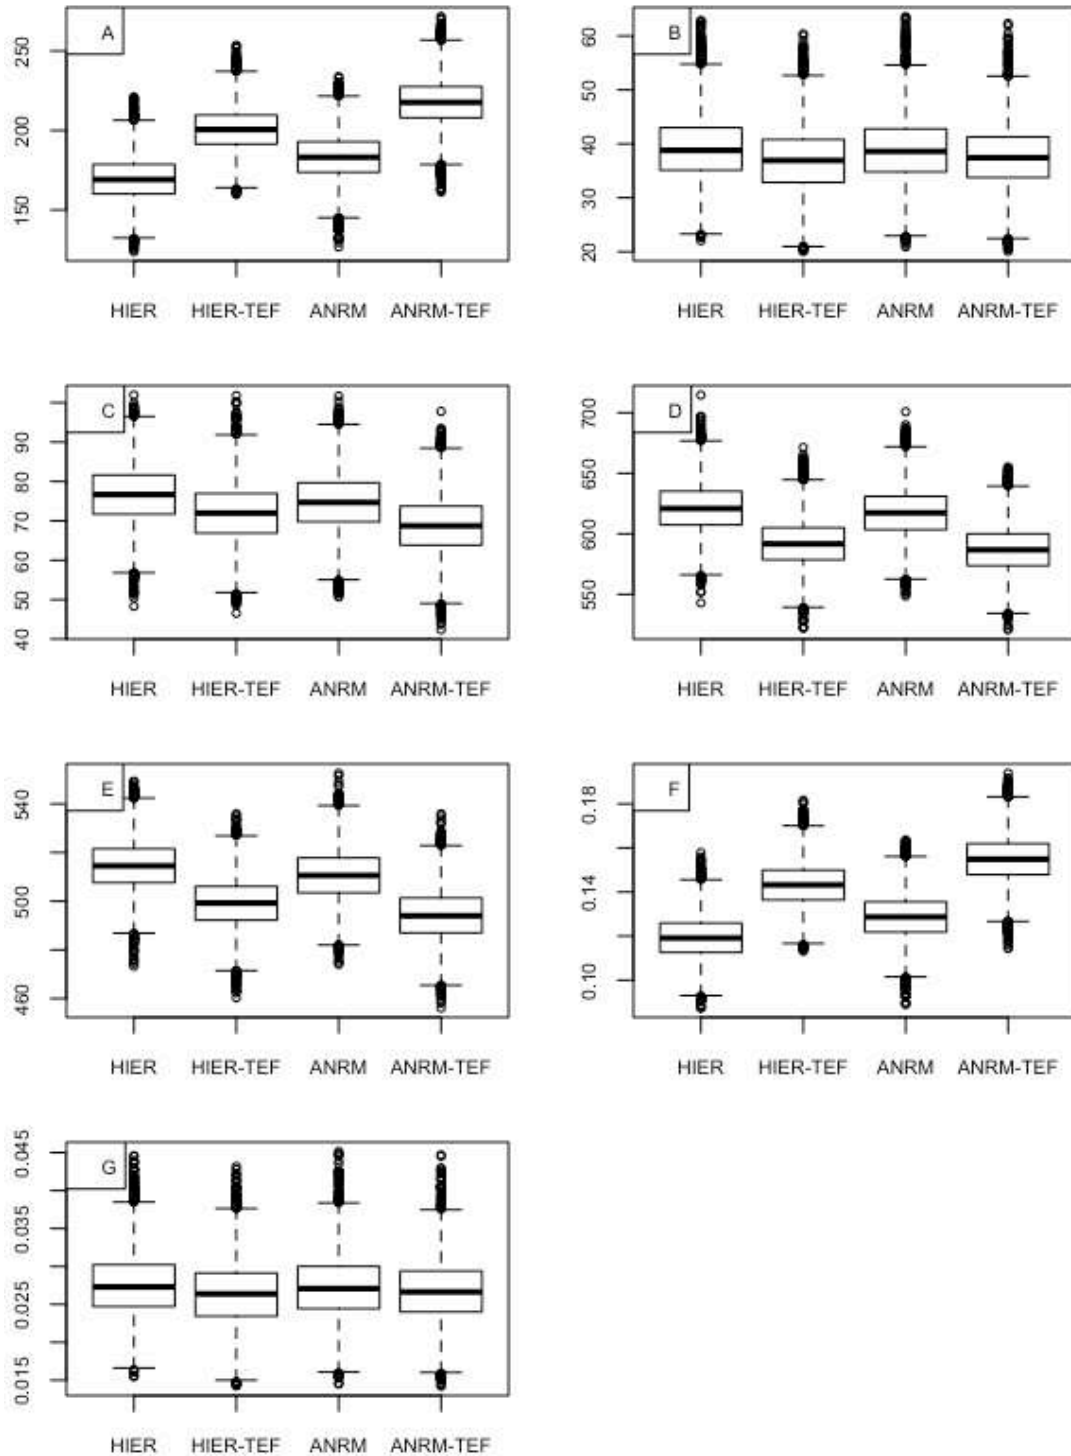 A
250
200
150
HIER HIER-TEF ANRM ANRM-TEF
B
60
50
40
30
20
HIER HIER-TEF ANRM ANRM-TEF
C
90
80
70
60
50
40
HIER HIER-TEF ANRM ANRM-TEF
D
700
650
600
550
HIER HIER-TEF ANRM ANRM-TEF
E
540
500
460
HIER HIER-TEF ANRM ANRM-TEF
F
0.18
0.14
0.10
HIER HIER-TEF ANRM ANRM-TEF
G
0.045
0.035
0.025
0.015
HIER HIER-TEF ANRM ANRM-TEF